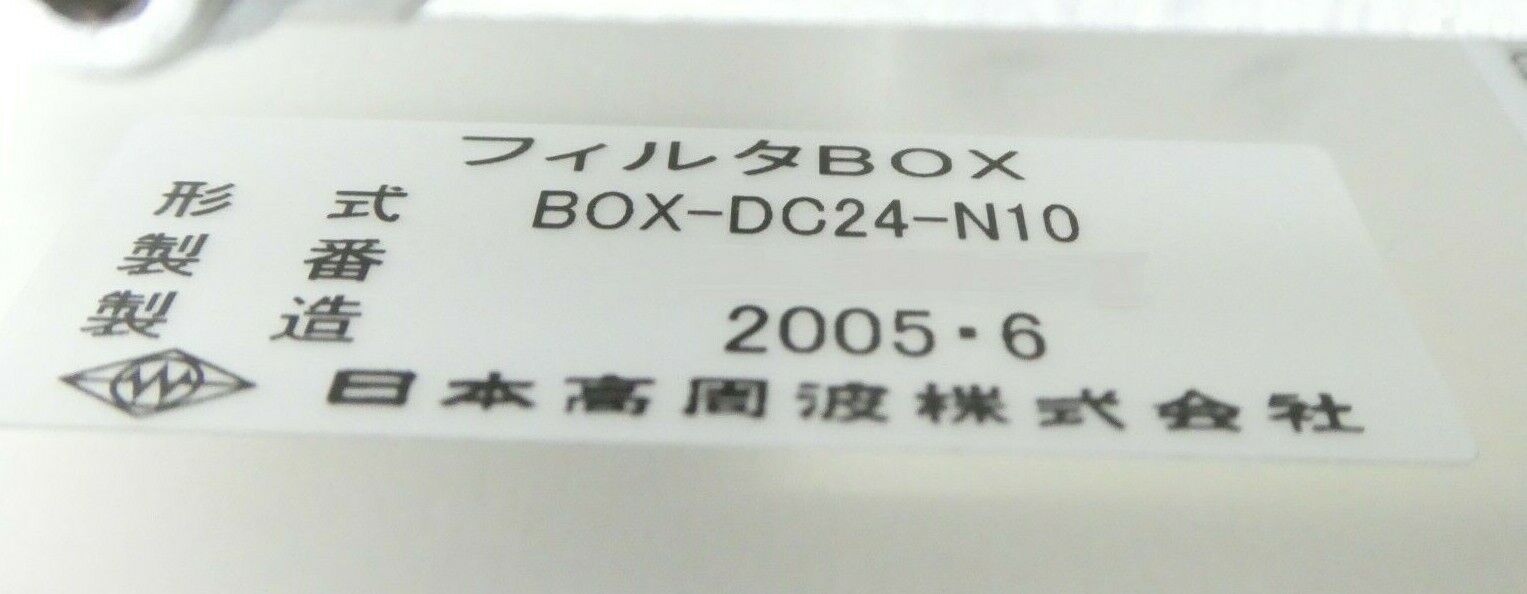 フィルタBOX
形式 BOX-DC24-N10
製番
製造 2005・6
日本高周波株式会社